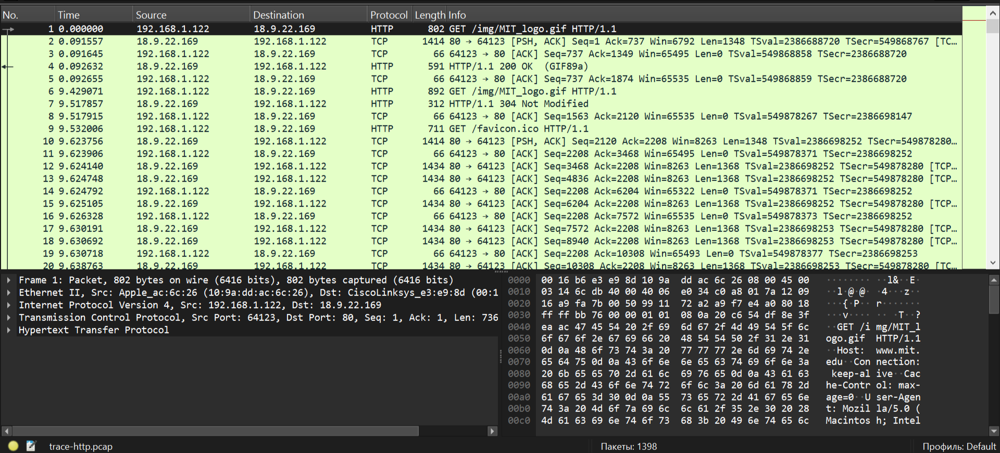 No. Time Source Destination Protocol Length Info
1 0.000000 192.168.1.122 18.9.22.169 HTTP 802 GET /img/MIT_logo.gif HTTP/1.1
2 0.091557 18.9.22.169 192.168.1.122 TCP 1414 80 → 64123 [PSH, ACK] Seq=1 Ack=737 Win=6792 Len=1348 TSval=2386688720 TSecr=549868767 [TC…
3 0.091645 192.168.1.122 18.9.22.169 TCP 66 64123 → 80 [ACK] Seq=737 Ack=1349 Win=65495 Len=0 TSval=549868858 TSecr=2386688720
4 0.092632 18.9.22.169 192.168.1.122 HTTP 591 HTTP/1.1 200 OK  (GIF89a)
5 0.092655 192.168.1.122 18.9.22.169 TCP 66 64123 → 80 [ACK] Seq=737 Ack=1874 Win=65535 Len=0 TSval=549868859 TSecr=2386688720
6 9.429071 192.168.1.122 18.9.22.169 HTTP 892 GET /img/MIT_logo.gif HTTP/1.1
7 9.517857 18.9.22.169 192.168.1.122 HTTP 312 HTTP/1.1 304 Not Modified
8 9.517915 192.168.1.122 18.9.22.169 TCP 66 64123 → 80 [ACK] Seq=1563 Ack=2120 Win=65535 Len=0 TSval=549878267 TSecr=2386698147
9 9.532006 192.168.1.122 18.9.22.169 HTTP 711 GET /favicon.ico HTTP/1.1
10 9.623756 18.9.22.169 192.168.1.122 TCP 1414 80 → 64123 [PSH, ACK] Seq=2120 Ack=2208 Win=8263 Len=1348 TSval=2386698252 TSecr=549878280…
11 9.623906 192.168.1.122 18.9.22.169 TCP 66 64123 → 80 [ACK] Seq=2208 Ack=3468 Win=65495 Len=0 TSval=549878371 TSecr=2386698252
12 9.624140 18.9.22.169 192.168.1.122 TCP 1434 80 → 64123 [ACK] Seq=3468 Ack=2208 Win=8263 Len=1368 TSval=2386698252 TSecr=549878280 [TCP…
13 9.624748 18.9.22.169 192.168.1.122 TCP 1434 80 → 64123 [ACK] Seq=4836 Ack=2208 Win=8263 Len=1368 TSval=2386698252 TSecr=549878280 [TCP…
14 9.624792 192.168.1.122 18.9.22.169 TCP 66 64123 → 80 [ACK] Seq=2208 Ack=6204 Win=65322 Len=0 TSval=549878371 TSecr=2386698252
15 9.625105 18.9.22.169 192.168.1.122 TCP 1434 80 → 64123 [ACK] Seq=6204 Ack=2208 Win=8263 Len=1368 TSval=2386698252 TSecr=549878280 [TCP…
16 9.626328 192.168.1.122 18.9.22.169 TCP 66 64123 → 80 [ACK] Seq=2208 Ack=7572 Win=65535 Len=0 TSval=549878373 TSecr=2386698252
17 9.630191 18.9.22.169 192.168.1.122 TCP 1434 80 → 64123 [ACK] Seq=7572 Ack=2208 Win=8263 Len=1368 TSval=2386698253 TSecr=549878280 [TCP…
18 9.630692 18.9.22.169 192.168.1.122 TCP 1434 80 → 64123 [ACK] Seq=8940 Ack=2208 Win=8263 Len=1368 TSval=2386698253 TSecr=549878280 [TCP…
19 9.630718 192.168.1.122 18.9.22.169 TCP 66 64123 → 80 [ACK] Seq=2208 Ack=10308 Win=65493 Len=0 TSval=549878377 TSecr=2386698253
20 9.638763 18.9.22.169 192.168.1.122 TCP 1434 80 → 64123 [ACK] Seq=10308 Ack=2208 Win=8263 Len=1368 TSval=2386698253 TSecr=549878280 [TC…
Frame 1: Packet, 802 bytes on wire (6416 bits), 802 bytes captured (6416 bits)
Ethernet II, Src: Apple_ac:6c:26 (10:9a:dd:ac:6c:26), Dst: CiscoLinksys_e3:e9:8d (00:1
Internet Protocol Version 4, Src: 192.168.1.122, Dst: 18.9.22.169
Transmission Control Protocol, Src Port: 64123, Dst Port: 80, Seq: 1, Ack: 1, Len: 736
Hypertext Transfer Protocol
0000 00 16 b6 e3 e9 8d 10 9a dd ac 6c 26 08 00 45 00 ········ ··l&··E·
0010 03 14 6c db 40 00 40 06 e0 34 c0 a8 01 7a 12 09 ··l·@·@· ·4···z··
0020 16 a9 fa 7b 00 50 99 11 72 a2 a9 f7 e4 a0 80 18 ···{·P·· r·······
0030 ff ff bb 76 00 00 01 01 08 0a 20 c6 54 df 8e 3f ···v···· ·· ·T··?
0040 ea ac 47 45 54 20 2f 69 6d 67 2f 4d 49 54 5f 6c ··GET /i mg/MIT_l
0050 6f 67 6f 2e 67 69 66 20 48 54 54 50 2f 31 2e 31 ogo.gif HTTP/1.1
0060 0d 0a 48 6f 73 74 3a 20 77 77 77 2e 6d 69 74 2e ··Host: www.mit.
0070 65 64 75 0d 0a 43 6f 6e 6e 65 63 74 69 6f 6e 3a edu··Con nection:
0080 20 6b 65 65 70 2d 61 6c 69 76 65 0d 0a 43 61 63 keep-al ive··Cac
0090 68 65 2d 43 6f 6e 74 72 6f 6c 3a 20 6d 61 78 2d he-Contr ol: max-
00a0 61 67 65 3d 30 0d 0a 55 73 65 72 2d 41 67 65 6e age=0··U ser-Agen
00b0 74 3a 20 4d 6f 7a 69 6c 6c 61 2f 35 2e 30 20 28 t: Mozil la/5.0 (
00c0 4d 61 63 69 6e 74 6f 73 68 3b 20 49 6e 74 65 6c Macintos h; Intel
trace-http.pcap Пакеты: 1398 Профиль: Default